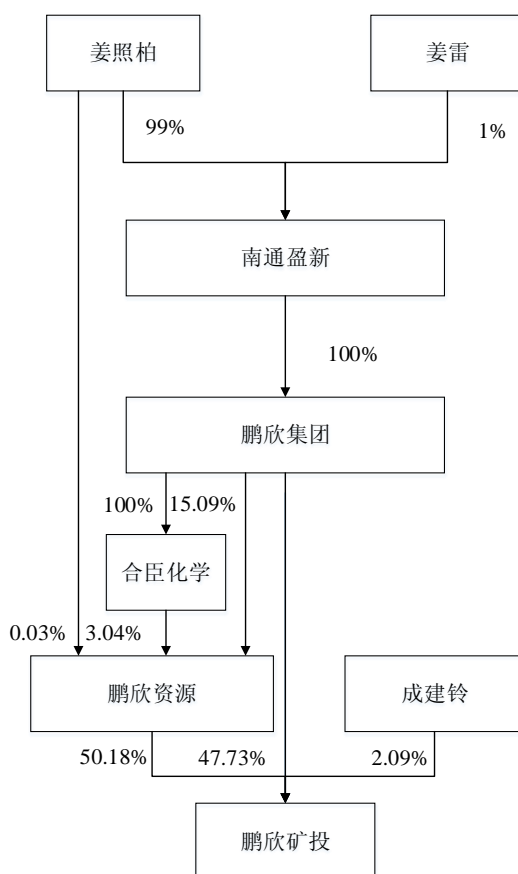 姜照柏
姜雷
99%
1%
南通盈新
100%
鹏欣集团
100%
15.09%
合臣化学
0.03%
3.04%
鹏欣资源
成建铃
50.18%
47.73%
2.09%
鹏欣矿投